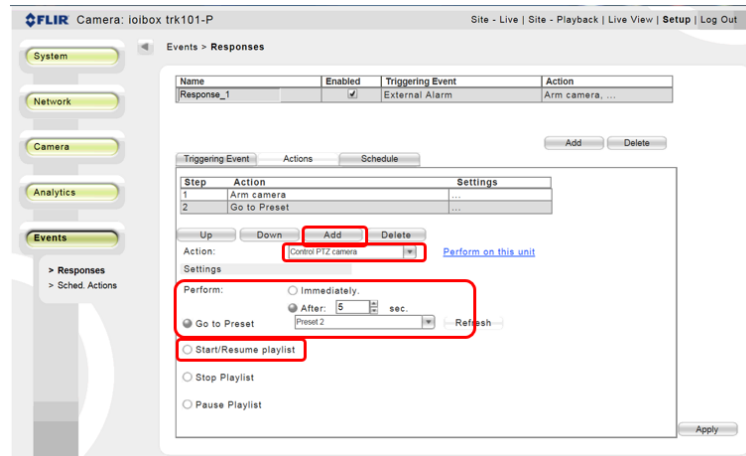 FLIR Camera: ioibox trk101-P
Site - Live | Site - Playback | Live View | Setup | Log Out
System
Network
Camera
Analytics
Events
> Responses
> Sched. Actions
Events > Responses
Name Enabled Triggering Event Action
Response_1 External Alarm Arm camera, ...
Add Delete
Triggering Event Actions Schedule
Step Action Settings
1 Arm camera ...
2 Go to Preset ...
Up Down Add Delete
Action: Control PTZ camera Perform on this unit
Settings
Perform: Immediately.
After: 5 sec.
Go to Preset Preset 2 Refresh
Start/Resume playlist
Stop Playlist
Pause Playlist
Apply